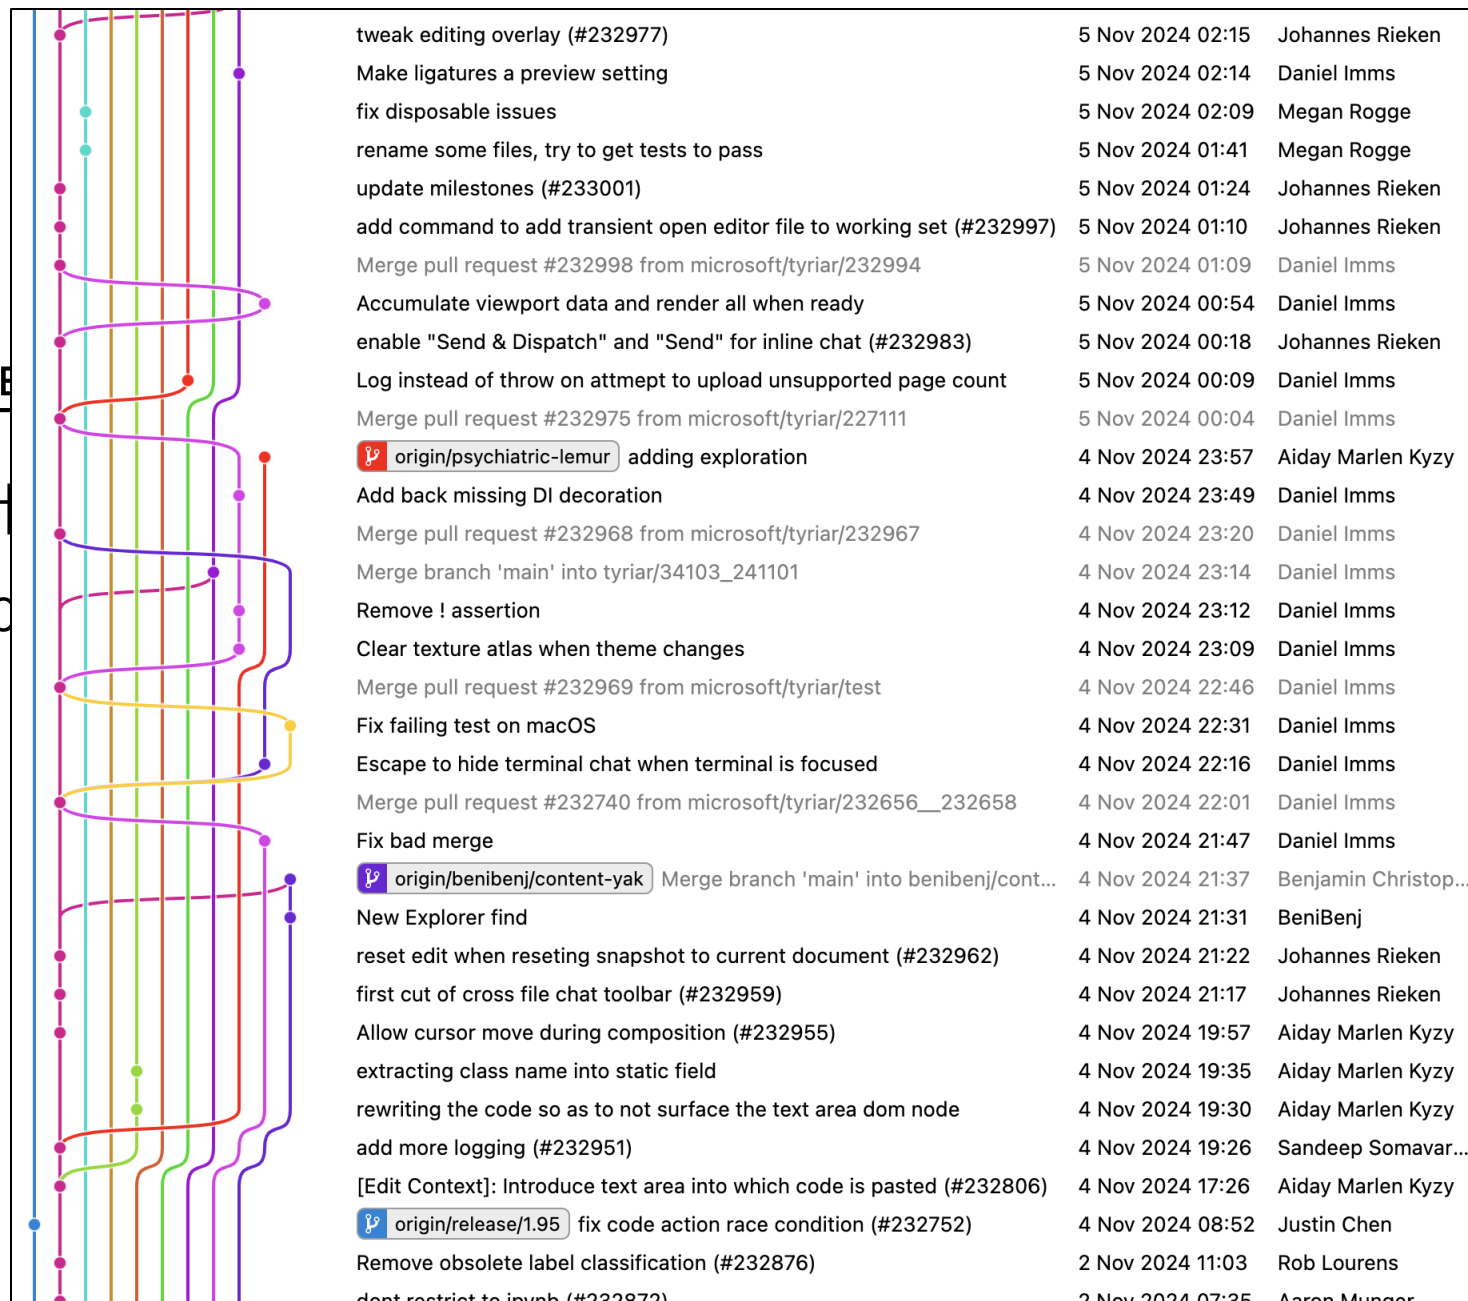 tweak editing overlay (#232977) 5 Nov 2024 02:15 Johannes Rieken
Make ligatures a preview setting 5 Nov 2024 02:14 Daniel Imms
fix disposable issues 5 Nov 2024 02:09 Megan Rogge
rename some files, try to get tests to pass 5 Nov 2024 01:41 Megan Rogge
update milestones (#233001) 5 Nov 2024 01:24 Johannes Rieken
add command to add transient open editor file to working set (#232997) 5 Nov 2024 01:10 Johannes Rieken
Merge pull request #232998 from microsoft/tyriar/232994 5 Nov 2024 01:09 Daniel Imms
Accumulate viewport data and render all when ready 5 Nov 2024 00:54 Daniel Imms
enable "Send & Dispatch" and "Send" for inline chat (#232983) 5 Nov 2024 00:18 Johannes Rieken
Log instead of throw on attmept to upload unsupported page count 5 Nov 2024 00:09 Daniel Imms
Merge pull request #232975 from microsoft/tyriar/227111 5 Nov 2024 00:04 Daniel Imms
origin/psychiatric-lemur adding exploration 4 Nov 2024 23:57 Aiday Marlen Kyzy
Add back missing DI decoration 4 Nov 2024 23:49 Daniel Imms
Merge pull request #232968 from microsoft/tyriar/232967 4 Nov 2024 23:20 Daniel Imms
Merge branch 'main' into tyriar/34103_241101 4 Nov 2024 23:14 Daniel Imms
Remove ! assertion 4 Nov 2024 23:12 Daniel Imms
Clear texture atlas when theme changes 4 Nov 2024 23:09 Daniel Imms
Merge pull request #232969 from microsoft/tyriar/test 4 Nov 2024 22:46 Daniel Imms
Fix failing test on macOS 4 Nov 2024 22:31 Daniel Imms
Escape to hide terminal chat when terminal is focused 4 Nov 2024 22:16 Daniel Imms
Merge pull request #232740 from microsoft/tyriar/232656__232658 4 Nov 2024 22:01 Daniel Imms
Fix bad merge 4 Nov 2024 21:47 Daniel Imms
origin/benibenj/content-yak Merge branch 'main' into benibenj/cont... 4 Nov 2024 21:37 Benjamin Christop...
New Explorer find 4 Nov 2024 21:31 BeniBenj
reset edit when reseting snapshot to current document (#232962) 4 Nov 2024 21:22 Johannes Rieken
first cut of cross file chat toolbar (#232959) 4 Nov 2024 21:17 Johannes Rieken
Allow cursor move during composition (#232955) 4 Nov 2024 19:57 Aiday Marlen Kyzy
extracting class name into static field 4 Nov 2024 19:35 Aiday Marlen Kyzy
rewriting the code so as to not surface the text area dom node 4 Nov 2024 19:30 Aiday Marlen Kyzy
add more logging (#232951) 4 Nov 2024 19:26 Sandeep Somavar...
[Edit Context]: Introduce text area into which code is pasted (#232806) 4 Nov 2024 17:26 Aiday Marlen Kyzy
origin/release/1.95 fix code action race condition (#232752) 4 Nov 2024 08:52 Justin Chen
Remove obsolete label classification (#232876) 2 Nov 2024 11:03 Rob Lourens
dont restrict to ipynb (#232872) 2 Nov 2024 07:35 Aaron Munger